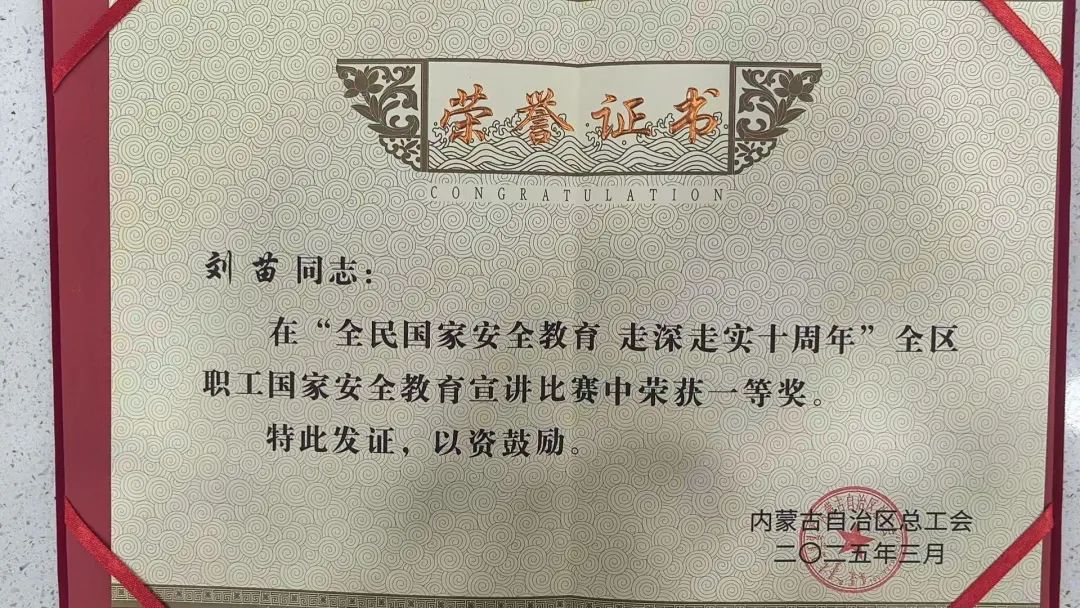 荣誉证书
CONGRATULATION
刘苗 同志：
在“全民国家安全教育 走深走实十周年”全区
职工国家安全教育宣讲比赛中荣获一等奖。
特此发证，以资鼓励。
内蒙古自治区总工会
二〇二五年三月